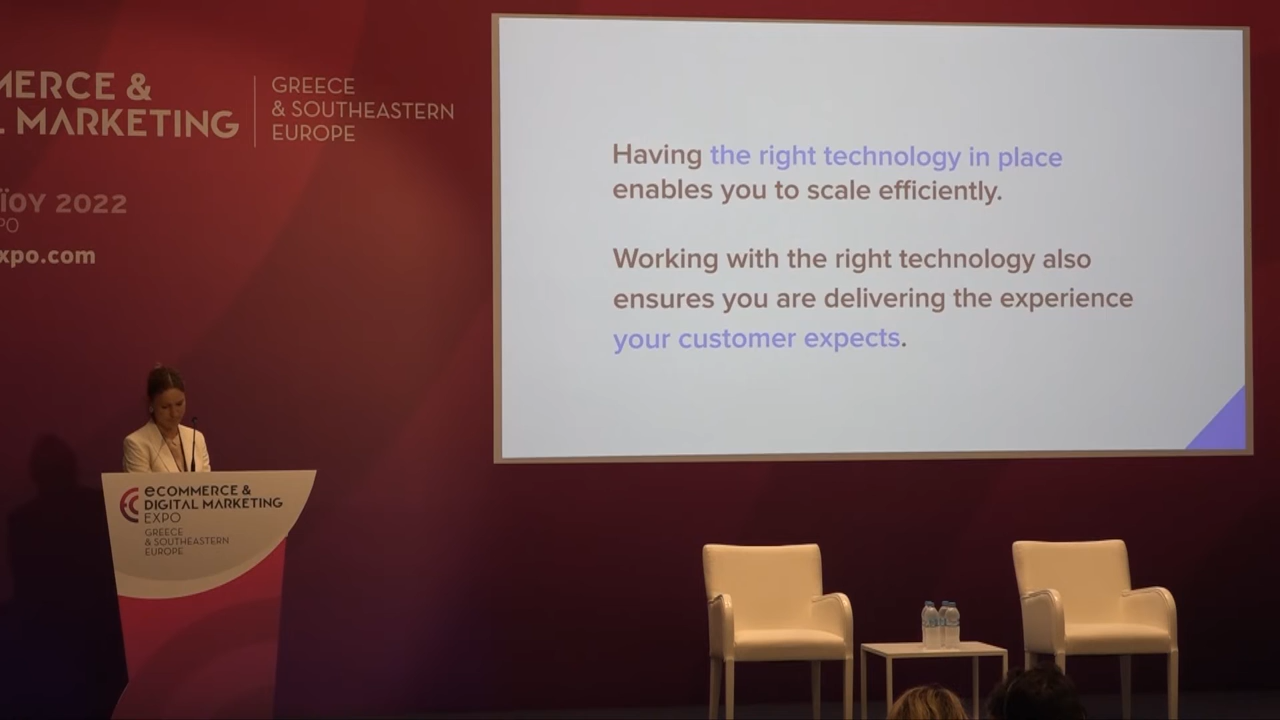 MERCE &
L MARKETING
GREECE
& SOUTHEASTERN
EUROPE
ΪΟΥ 2022
PO
xpo.com
Having the right technology in place
enables you to scale efficiently.
Working with the right technology also
ensures you are delivering the experience
your customer expects.
eCOMMERCE &
DIGITAL MARKETING
EXPO
GREECE
& SOUTHEASTERN
EUROPE